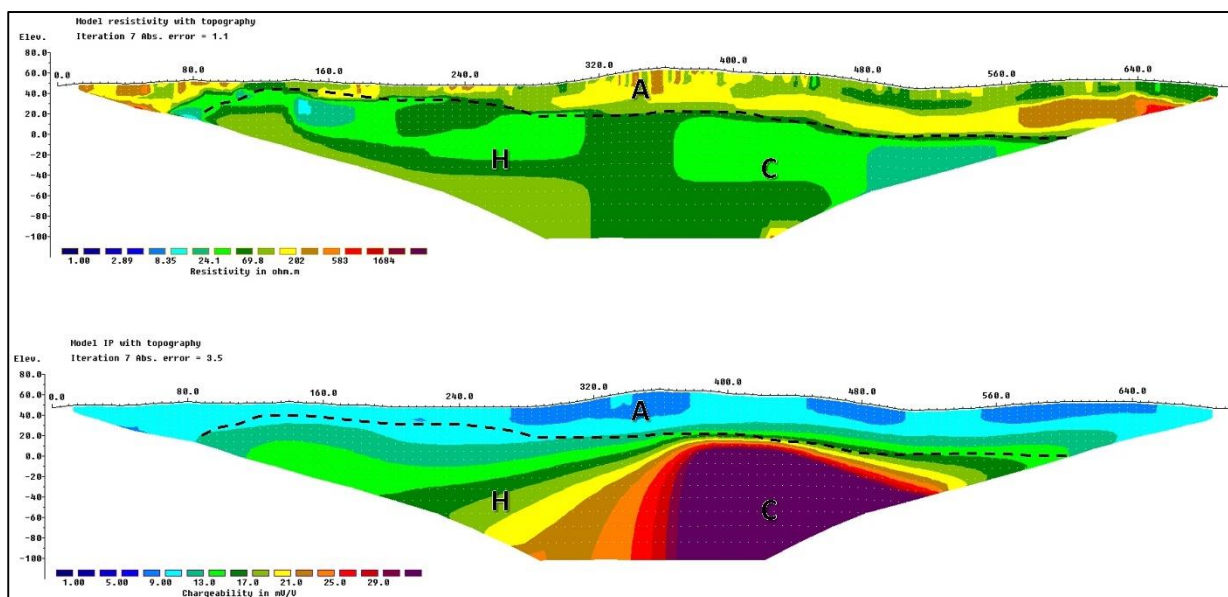 Model resistivity with topography
Elev. Iteration 7 Abs. error = 1.1
80.0
60.0
40.0
20.0
0.0
-20
-40
-60
-80
-100
0.0 80.0 160.0 240.0 320.0 400.0 480.0 560.0 640.0
A
H C
1.00 2.89 8.35 24.1 69.8 202 583 1684
Resistivity in ohm.m
Model IP with topography
Elev. Iteration 7 Abs. error = 3.5
80.0
60.0
40.0
20.0
0.0
-20
-40
-60
-80
-100
0.0 80.0 160.0 240.0 320.0 400.0 480.0 560.0 640.0
A
H C
1.00 5.00 9.00 13.0 17.0 21.0 25.0 29.0
Chargeability in mV/V